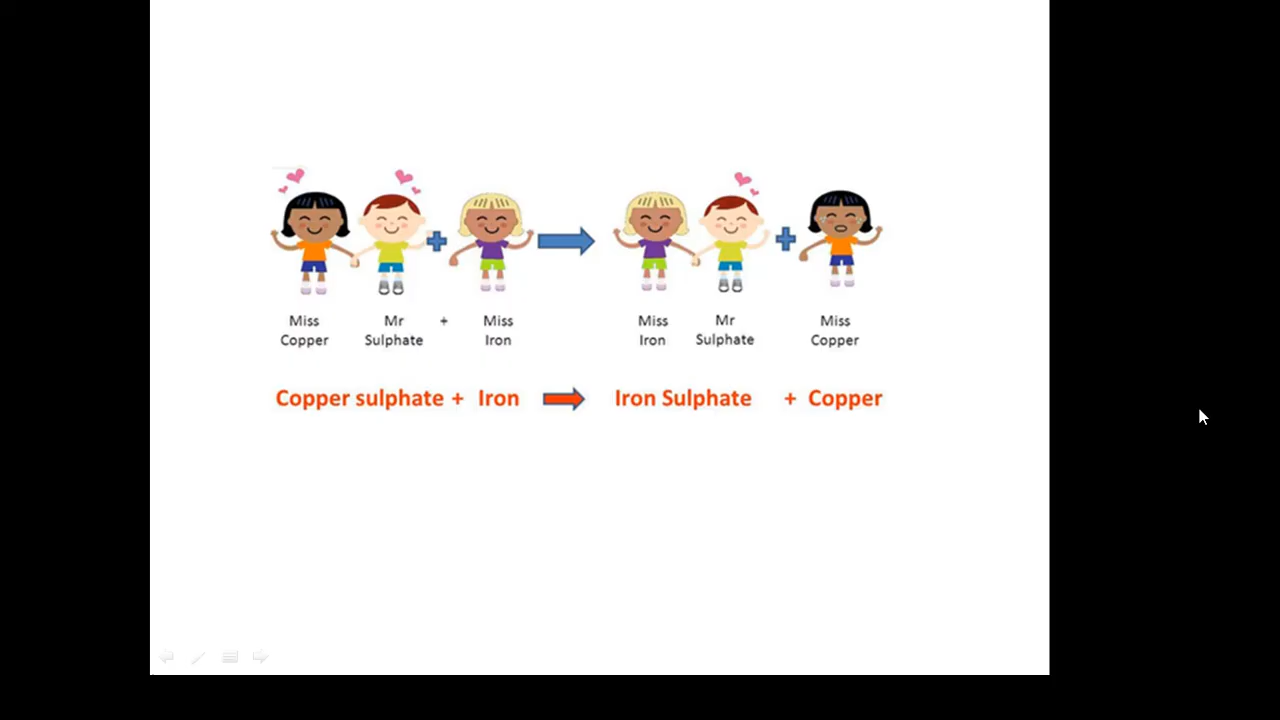 Miss Mr + Miss Miss Mr Miss
Copper Sulphate Iron Iron Sulphate Copper
Copper sulphate + Iron Iron Sulphate + Copper